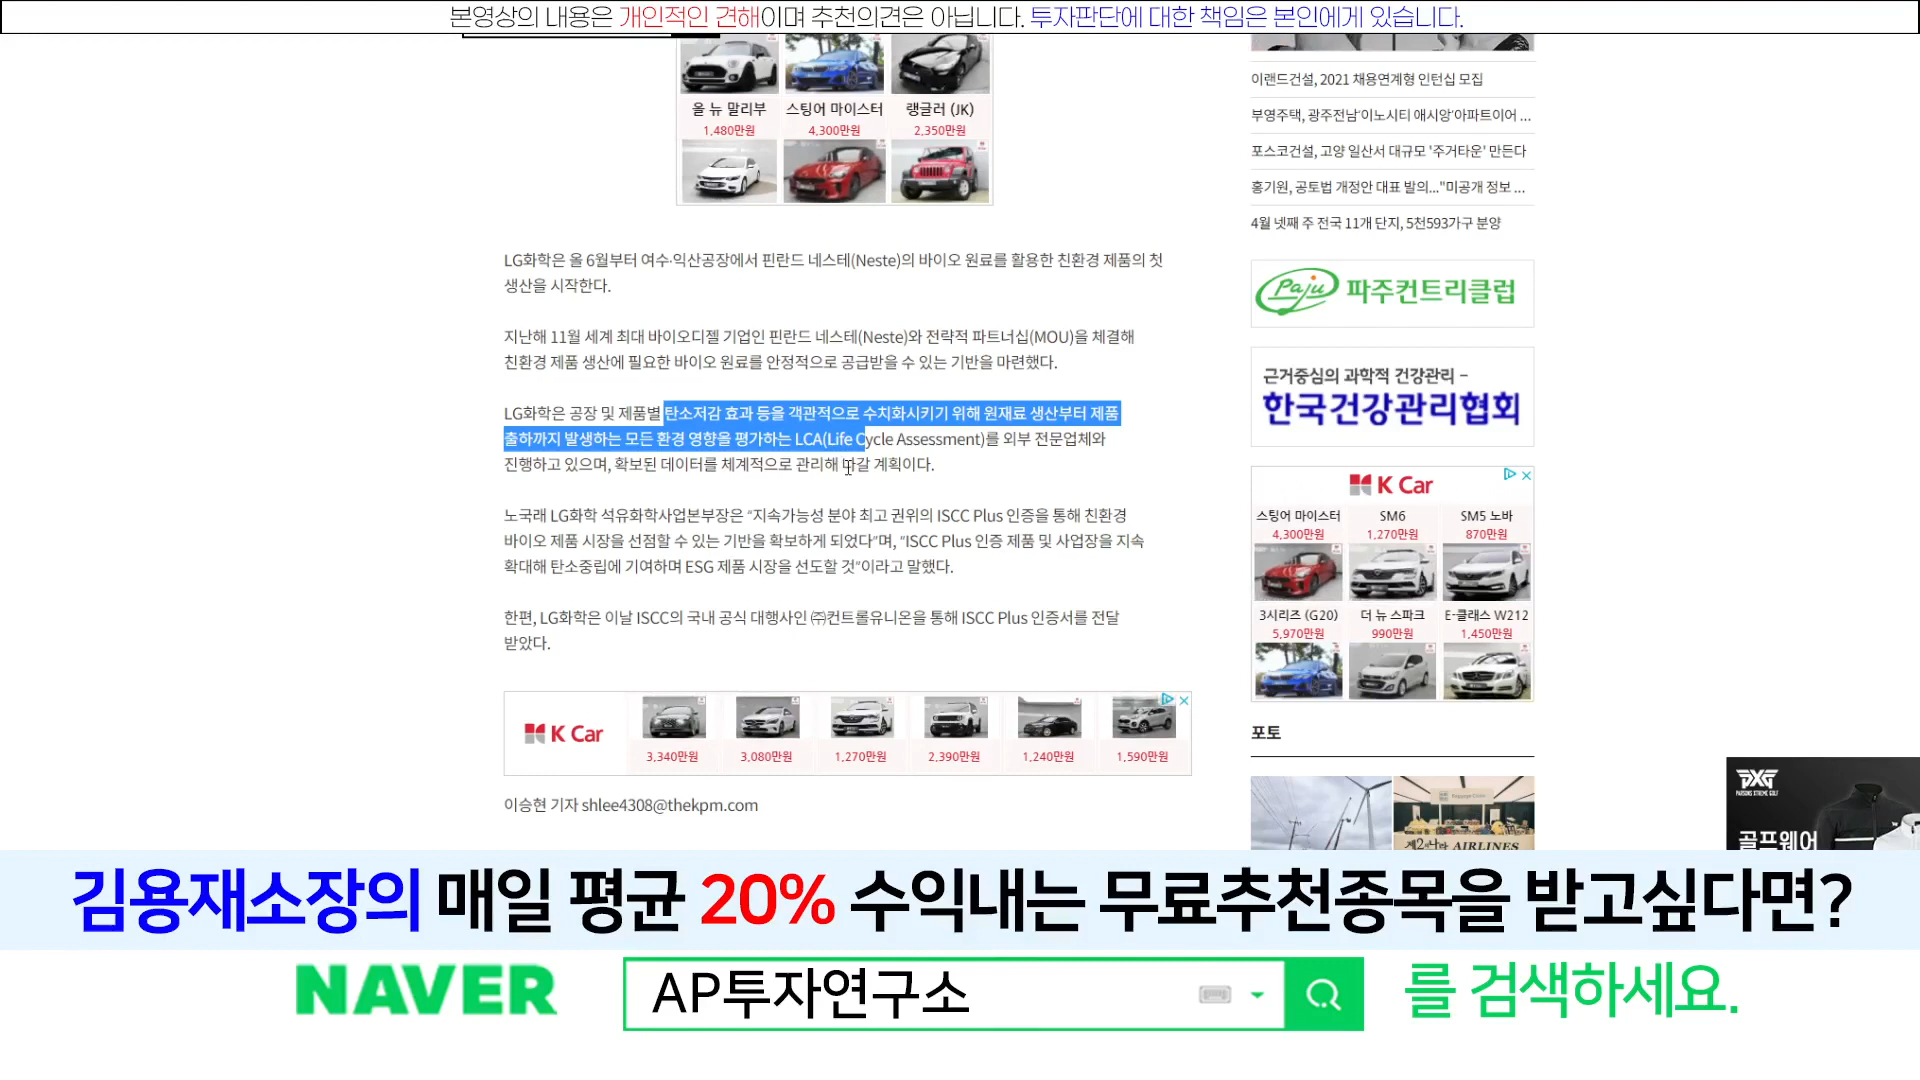 본영상의 내용은 개인적인 견해이며 추천의견은 아닙니다. 투자판단에 대한 책임은 본인에게 있습니다.
올 뉴 말리부 스팅어 마이스터 랭글러 (JK)
1,480만원 4,300만원 2,350만원
LG화학은 올 6월부터 여수·익산공장에서 핀란드 네스테(Neste)의 바이오 원료를 활용한 친환경 제품의 첫
생산을 시작한다.
지난해 11월 세계 최대 바이오디젤 기업인 핀란드 네스테(Neste)와 전략적 파트너십(MOU)을 체결해
친환경 제품 생산에 필요한 바이오 원료를 안정적으로 공급받을 수 있는 기반을 마련했다.
LG화학은 공장 및 제품별 탄소저감 효과 등을 객관적으로 수치화시키기 위해 원재료 생산부터 제품
출하까지 발생하는 모든 환경 영향을 평가하는 LCA(Life Cycle Assessment)를 외부 전문업체와
진행하고 있으며, 확보된 데이터를 체계적으로 관리해 나갈 계획이다.
노국래 LG화학 석유화학사업본부장은 “지속가능성 분야 최고 권위의 ISCC Plus 인증을 통해 친환경
바이오 제품 시장을 선점할 수 있는 기반을 확보하게 되었다”며, “ISCC Plus 인증 제품 및 사업장을 지속
확대해 탄소중립에 기여하며 ESG 제품 시장을 선도할 것”이라고 말했다.
한편, LG화학은 이날 ISCC의 국내 공식 대행사인 ㈜컨트롤유니온을 통해 ISCC Plus 인증서를 전달
받았다.
K Car
3,340만원 3,080만원 1,270만원 2,390만원 1,240만원 1,590만원
이승현 기자 shlee4308@thekpm.com
이랜드건설, 2021 채용연계형 인턴십 모집
부영주택, 광주전남‘이노시티 애시앙’아파트이어 ...
포스코건설, 고양 일산서 대규모 '주거타운' 만든다
홍기원, 공토법 개정안 대표 발의..."미공개 정보 ...
4월 넷째 주 전국 11개 단지, 5천593가구 분양
Paju 파주컨트리클럽
근거중심의 과학적 건강관리 –
한국건강관리협회
K Car
스팅어 마이스터 SM6 SM5 노바
4,300만원 1,270만원 870만원
3시리즈 (G20) 더 뉴 스파크 E-클래스 W212
5,970만원 990만원 1,450만원
포토
AIRLINES
PXG
PARSONS XTREME GOLF
골프웨어
김용재소장의 매일 평균 20% 수익내는 무료추천종목을 받고싶다면?
NAVER AP투자연구소 를 검색하세요.